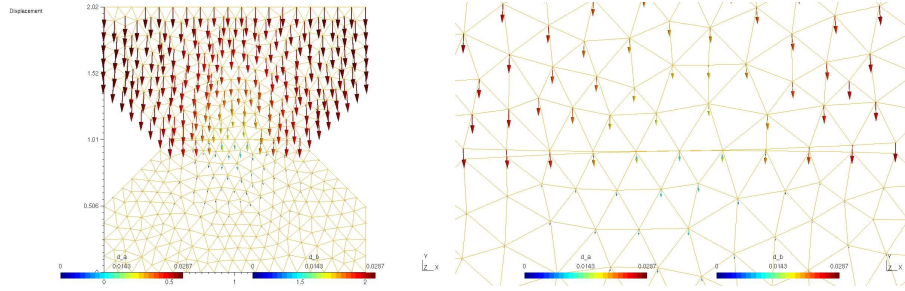 Displacement
2.02
1.52
1.01
0.506
0
0 0.5 1 1.5 2
d_a
0 0.0143 0.0287
d_b
0 0.0143 0.0287
Y
Z X
d_a
0 0.0143 0.0287
d_b
0 0.0143 0.0287
Y
Z X